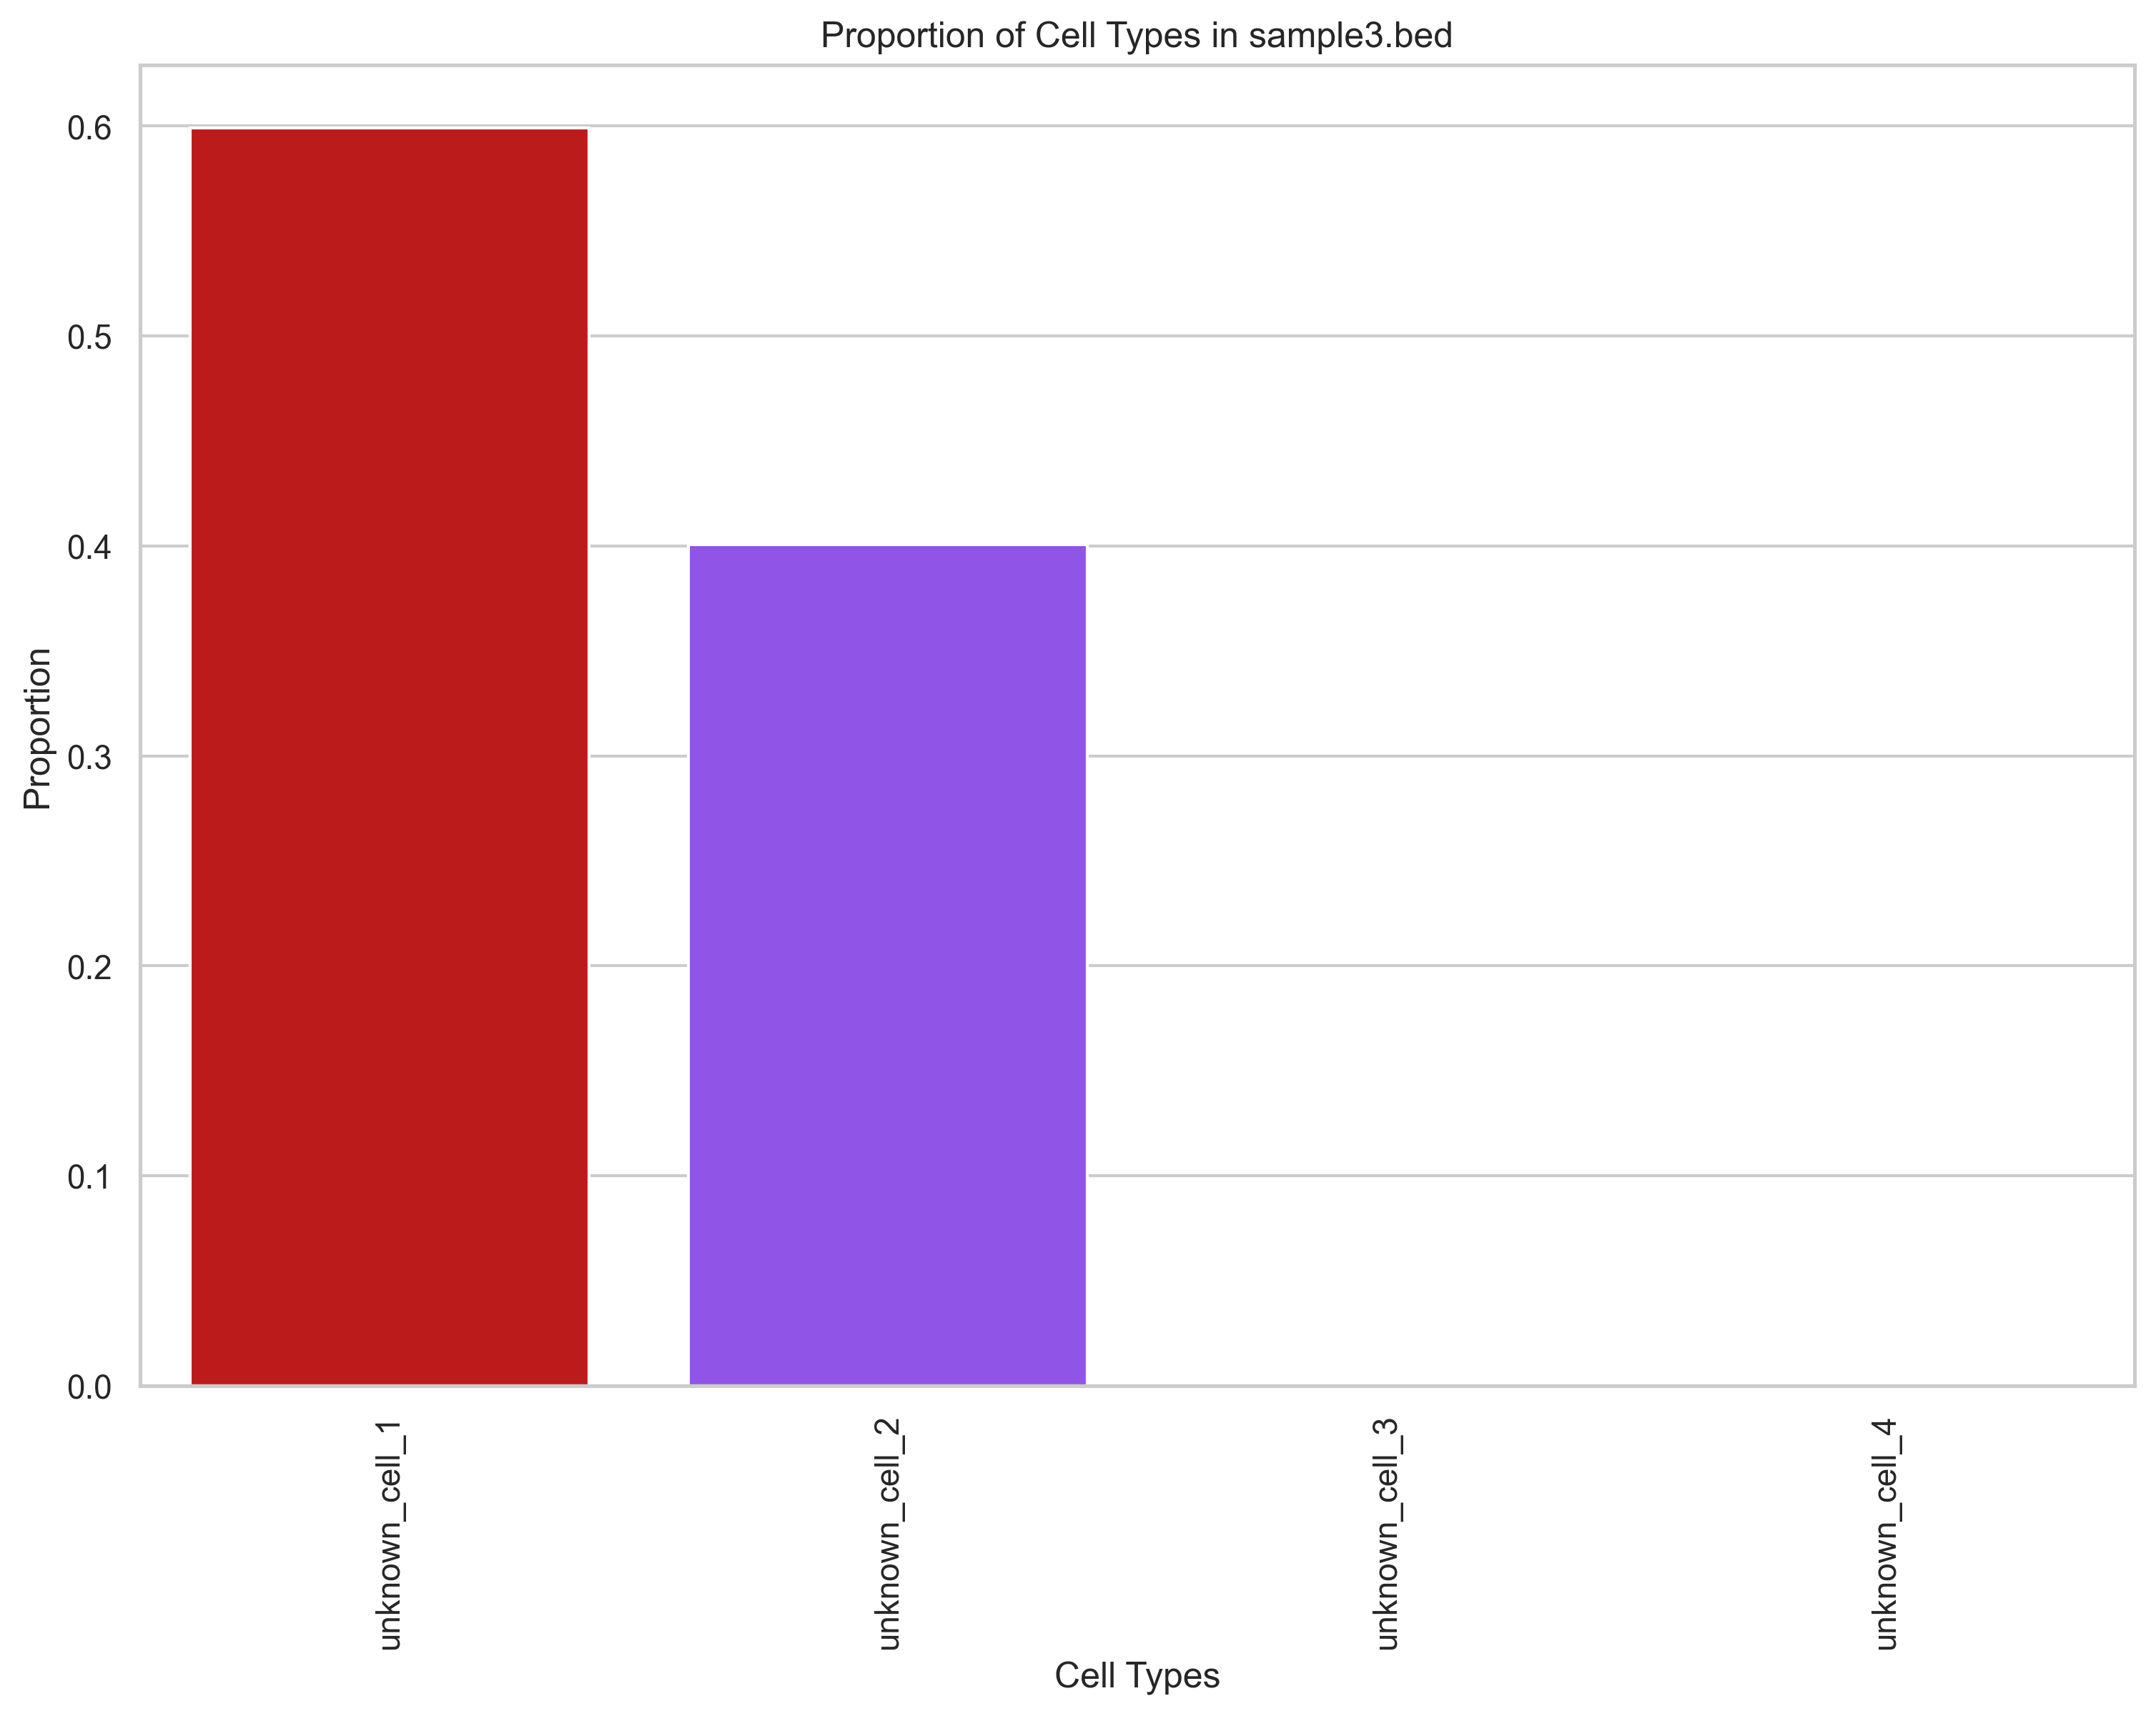 Proportion of Cell Types in sample3.bed
Proportion
0.6
0.5
0.4
0.3
0.2
0.1
0.0
unknown_cell_1
unknown_cell_2
unknown_cell_3
unknown_cell_4
Cell Types